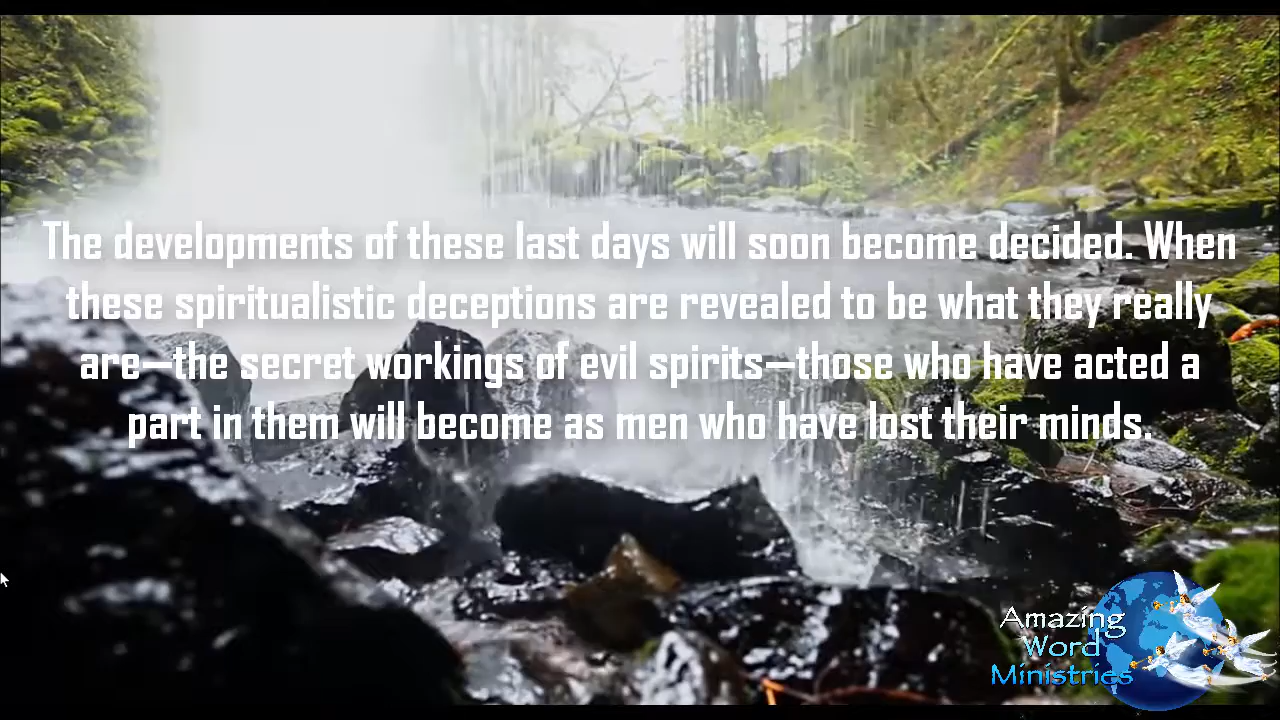 The developments of these last days will soon become decided. When
these spiritualistic deceptions are revealed to be what they really
are—the secret workings of evil spirits—those who have acted a
part in them will become as men who have lost their minds.
Amazing
Word
Ministries